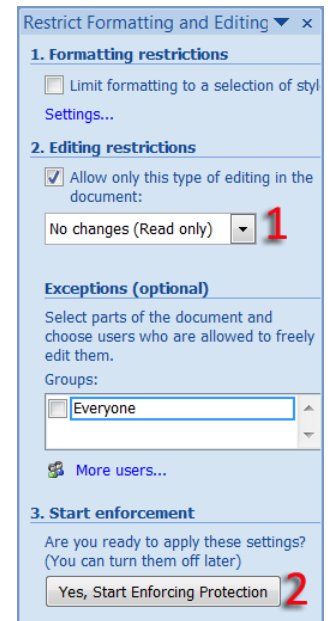 Restrict Formatting and Editing
1. Formatting restrictions
Limit formatting to a selection of styl
Settings...
2. Editing restrictions
Allow only this type of editing in the
document:
No changes (Read only)
1
Exceptions (optional)
Select parts of the document and
choose users who are allowed to freely
edit them.
Groups:
Everyone
More users...
3. Start enforcement
Are you ready to apply these settings?
(You can turn them off later)
Yes, Start Enforcing Protection
2